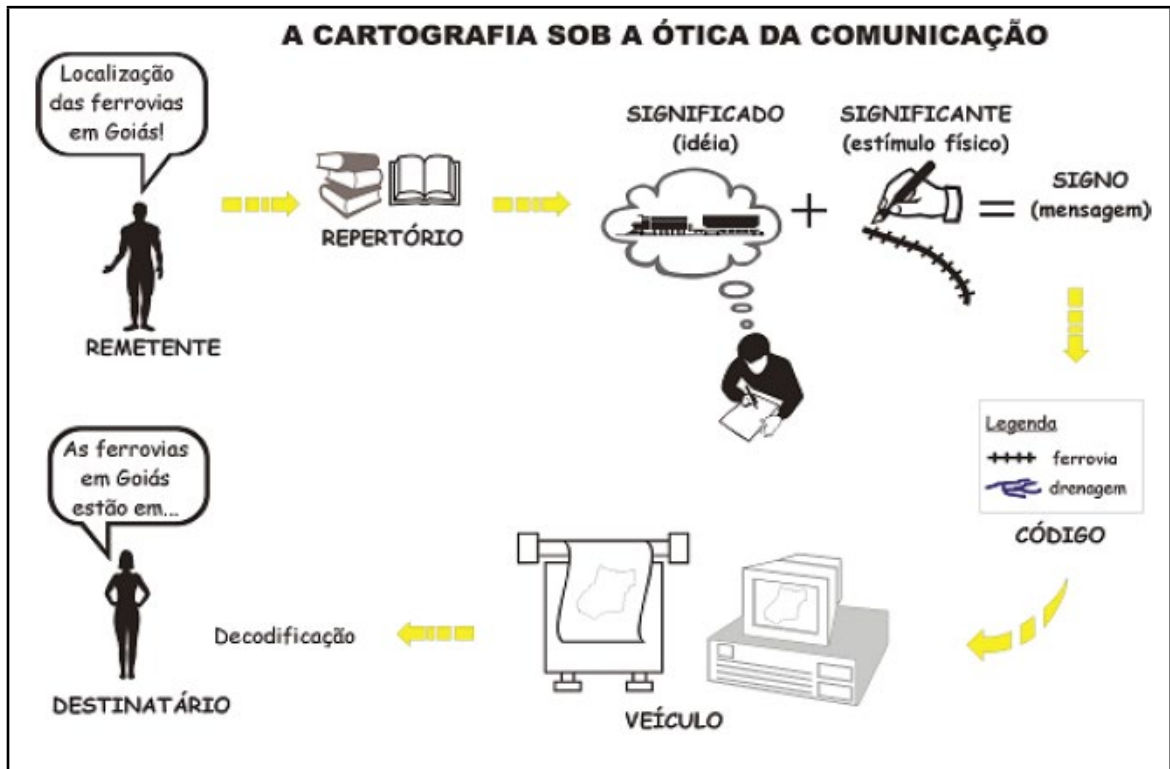 A CARTOGRAFIA SOB A ÓTICA DA COMUNICAÇÃO
Localização
das ferrovias
em Goiás!
REMETENTE
REPERTÓRIO
SIGNIFICADO
(idéia)
+
SIGNIFICANTE
(estímulo físico)
=
SIGNO
(mensagem)
Legenda
ferrovia
drenagem
CÓDIGO
VEÍCULO
Decodificação
As ferrovias
em Goiás
estão em...
DESTINATÁRIO